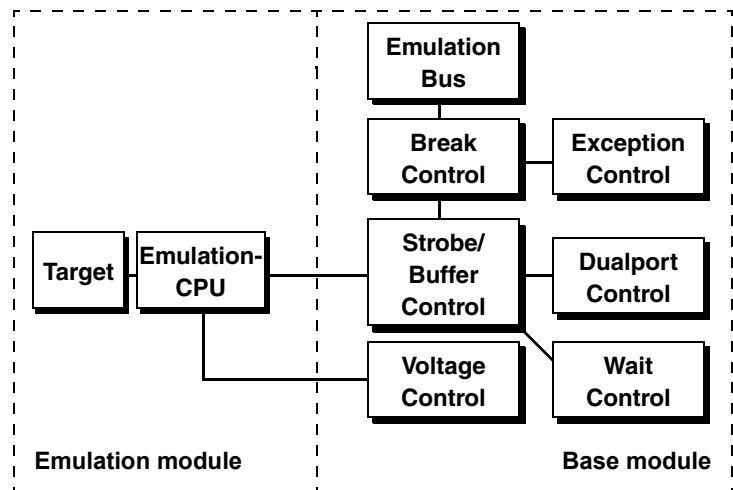 Emulation
Bus
Break
Control
Exception
Control
Target
Emulation-
CPU
Strobe/
Buffer
Control
Dualport
Control
Voltage
Control
Wait
Control
Emulation module
Base module